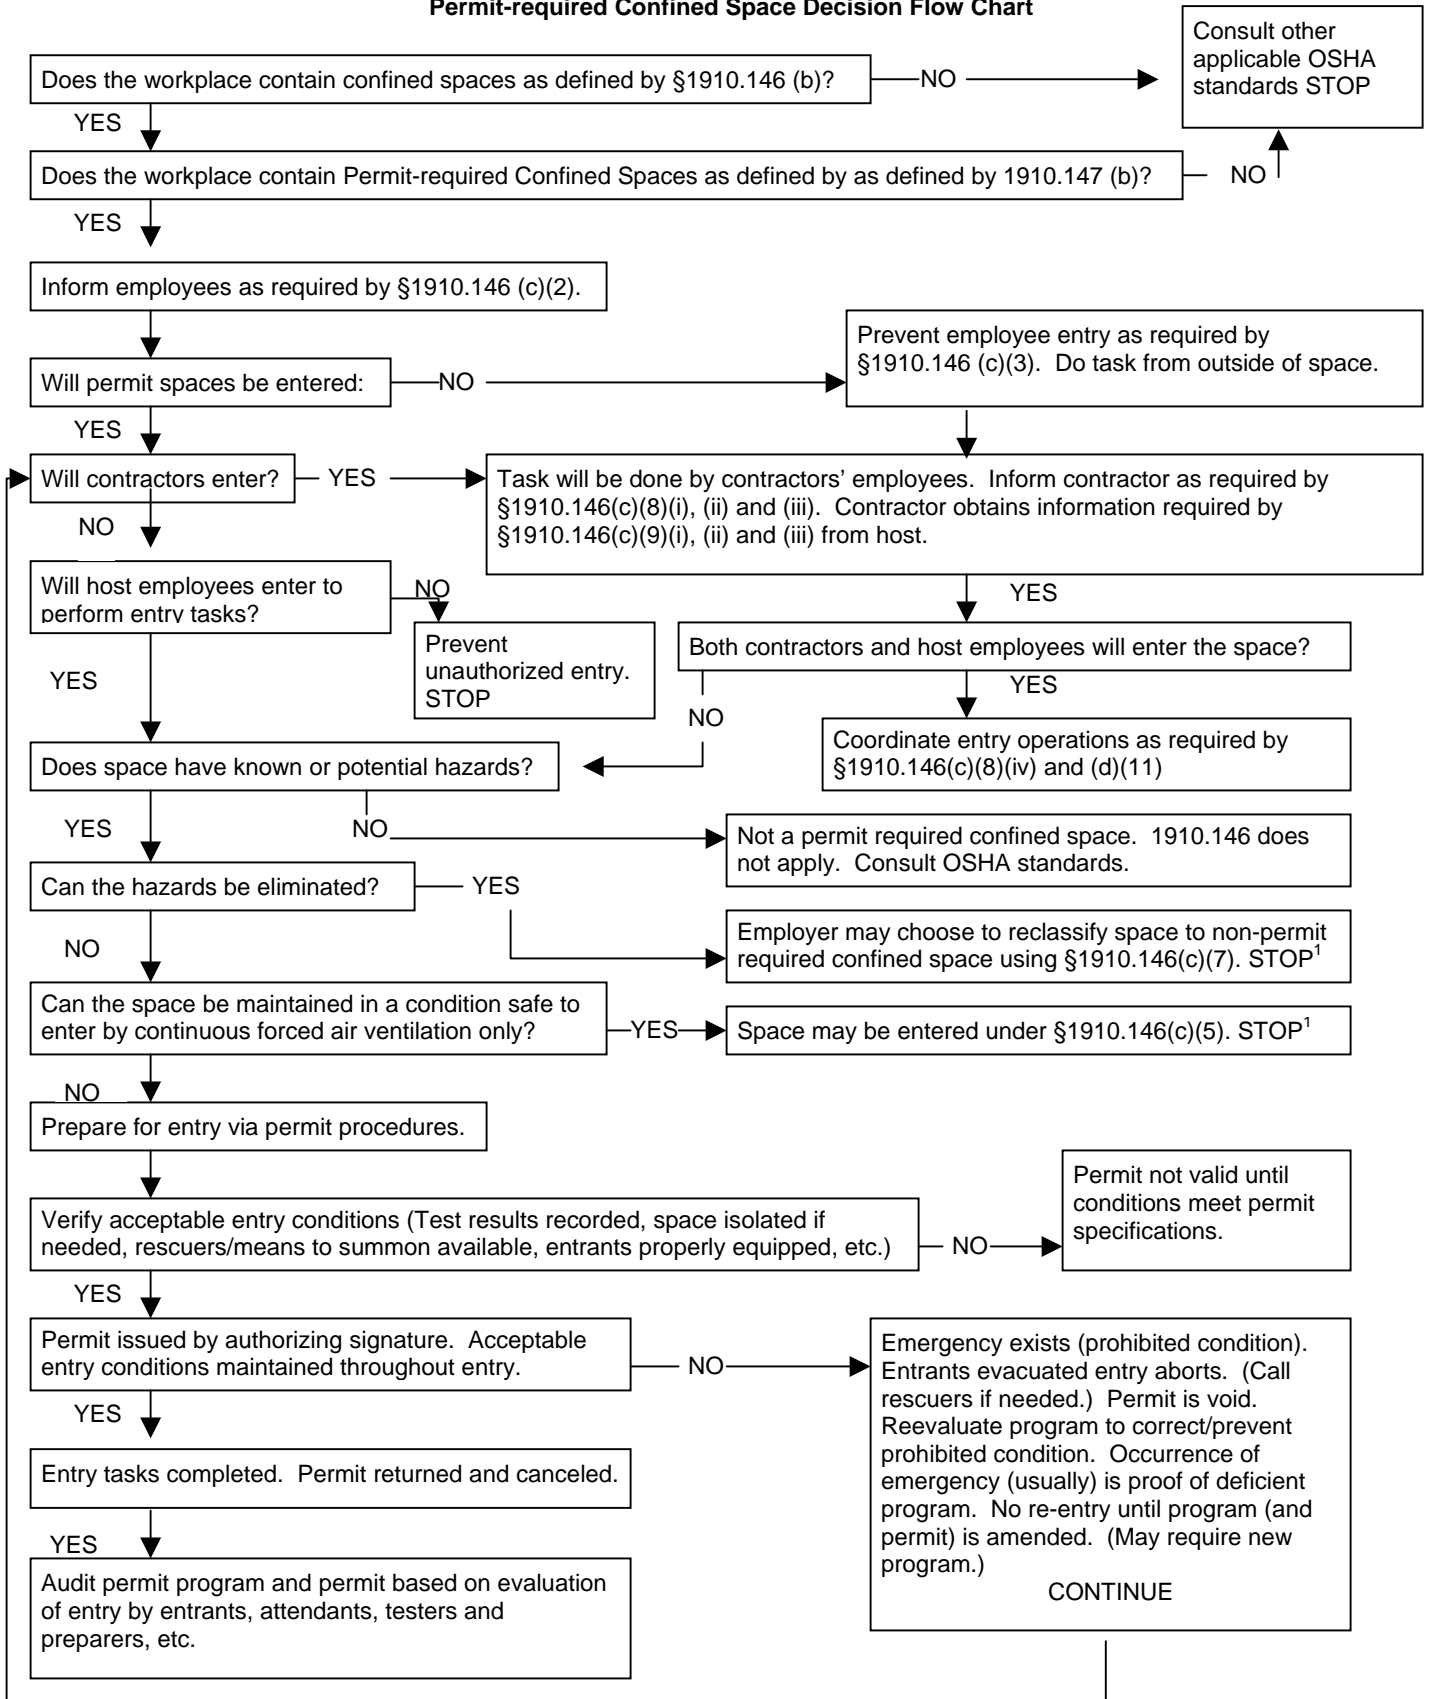 Permit-required Confined Space Decision Flow Chart
Consult other
applicable OSHA
standards STOP
Does the workplace contain confined spaces as defined by §1910.146 (b)?
NO
YES
Does the workplace contain Permit-required Confined Spaces as defined by as defined by 1910.147 (b)?
NO
YES
Inform employees as required by §1910.146 (c)(2).
Prevent employee entry as required by
§1910.146 (c)(3).  Do task from outside of space.
Will permit spaces be entered:
NO
YES
Will contractors enter?
YES
Task will be done by contractors’ employees.  Inform contractor as required by
§1910.146(c)(8)(i), (ii) and (iii).  Contractor obtains information required by
§1910.146(c)(9)(i), (ii) and (iii) from host.
NO
Will host employees enter to
perform entry tasks?
NO
YES
Prevent
unauthorized entry.
STOP
Both contractors and host employees will enter the space?
YES
YES
NO
Coordinate entry operations as required by
§1910.146(c)(8)(iv) and (d)(11)
Does space have known or potential hazards?
YES
NO
Not a permit required confined space.  1910.146 does
not apply.  Consult OSHA standards.
Can the hazards be eliminated?
YES
NO
Employer may choose to reclassify space to non-permit
required confined space using §1910.146(c)(7). STOP¹
Can the space be maintained in a condition safe to
enter by continuous forced air ventilation only?
YES
Space may be entered under §1910.146(c)(5). STOP¹
NO
Prepare for entry via permit procedures.
Permit not valid until
conditions meet permit
specifications.
Verify acceptable entry conditions (Test results recorded, space isolated if
needed, rescuers/means to summon available, entrants properly equipped, etc.)
NO
YES
Permit issued by authorizing signature.  Acceptable
entry conditions maintained throughout entry.
NO
YES
Emergency exists (prohibited condition).
Entrants evacuated entry aborts.  (Call
rescuers if needed.)  Permit is void.
Reevaluate program to correct/prevent
prohibited condition.  Occurrence of
emergency (usually) is proof of deficient
program.  No re-entry until program (and
permit) is amended.  (May require new
program.)
CONTINUE
Entry tasks completed.  Permit returned and canceled.
YES
Audit permit program and permit based on evaluation
of entry by entrants, attendants, testers and
preparers, etc.